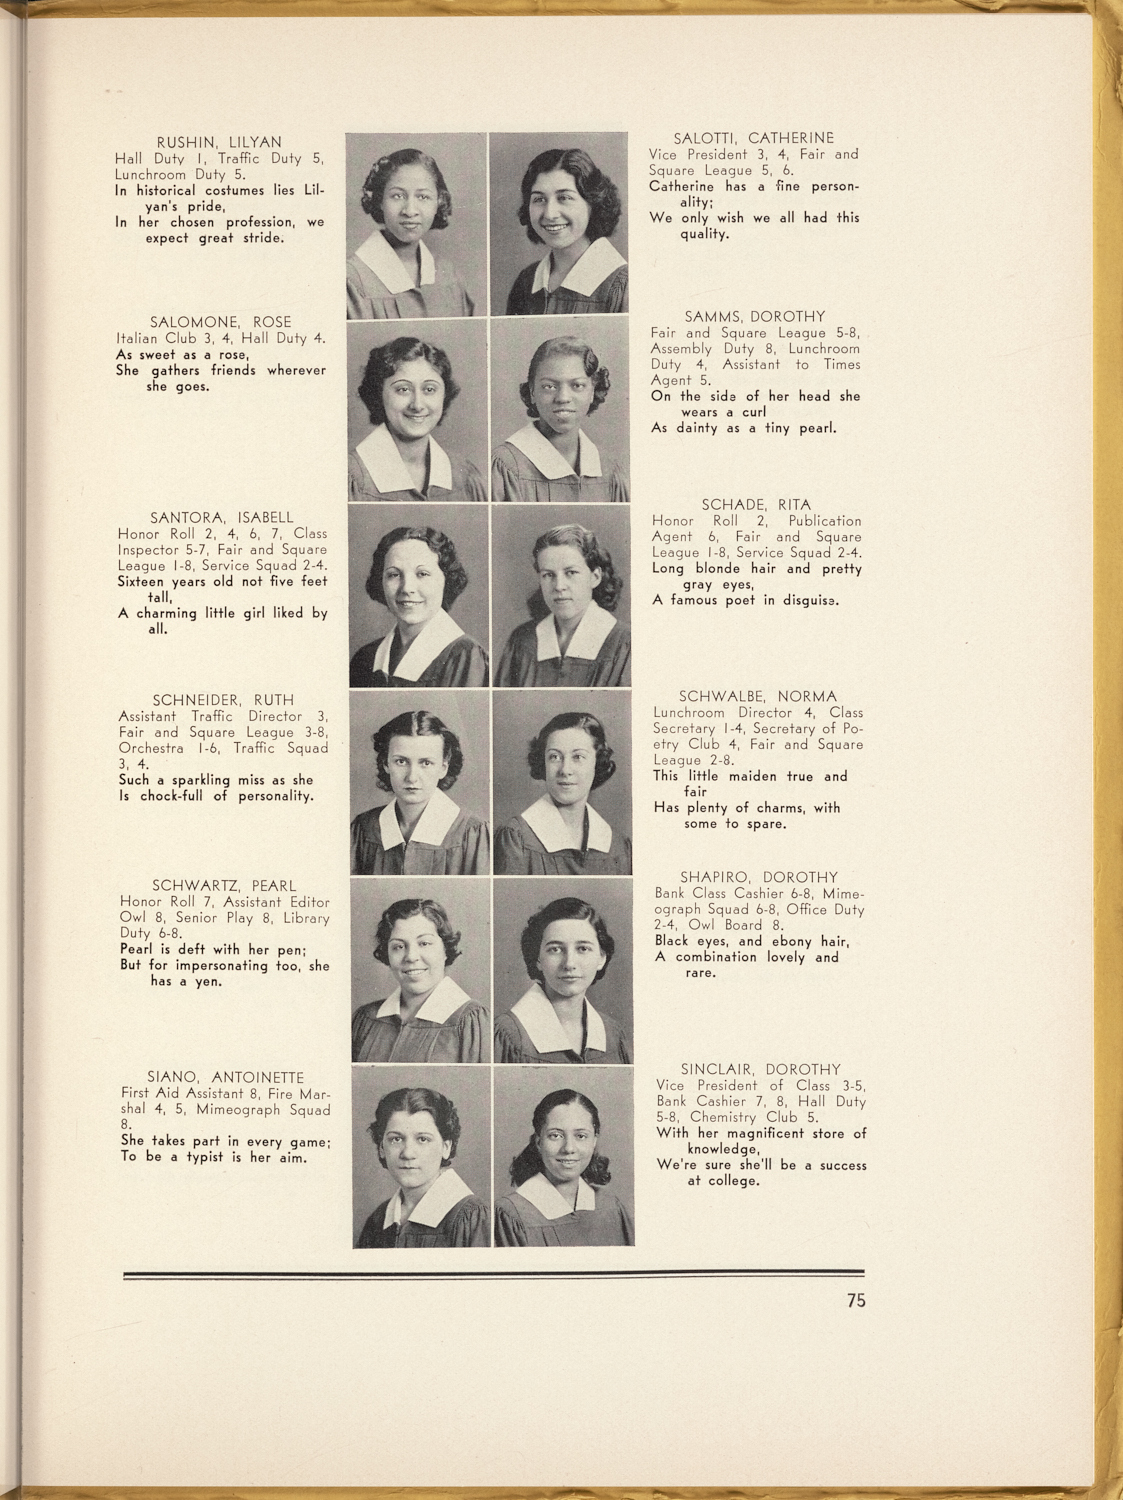 RUSHIN, LILYAN
Hall Duty 1, Traffic Duty 5,
Lunchroom Duty 5.
In historical costumes lies Lil-
yan's pride,
In her chosen profession, we
expect great stride.
SALOMONE, ROSE
Italian Club 3, 4, Hall Duty 4.
As sweet as a rose,
She gathers friends wherever
she goes.
SANTORA, ISABELL
Honor Roll 2, 4, 6, 7, Class
Inspector 5-7, Fair and Square
League 1-8, Service Squad 2-4.
Sixteen years old not five feet
tall,
A charming little girl liked by
all.
SCHNEIDER, RUTH
Assistant Traffic Director 3,
Fair and Square League 3-8,
Orchestra 1-6, Traffic Squad
3, 4.
Such a sparkling miss as she
Is chock-full of personality.
SCHWARTZ, PEARL
Honor Roll 7, Assistant Editor
Owl 8, Senior Play 8, Library
Duty 6-8.
Pearl is deft with her pen;
But for impersonating too, she
has a yen.
SIANO, ANTOINETTE
First Aid Assistant 8, Fire Mar-
shal 4, 5, Mimeograph Squad
8.
She takes part in every game;
To be a typist is her aim.
SALOTTI, CATHERINE
Vice President 3, 4, Fair and
Square League 5, 6.
Catherine has a fine person-
ality;
We only wish we all had this
quality.
SAMMS, DOROTHY
Fair and Square League 5-8,
Assembly Duty 8, Lunchroom
Duty 4, Assistant to Times
Agent 5.
On the side of her head she
wears a curl
As dainty as a tiny pearl.
SCHADE, RITA
Honor Roll 2, Publication
Agent 6, Fair and Square
League 1-8, Service Squad 2-4.
Long blonde hair and pretty
gray eyes,
A famous poet in disguise.
SCHWALBE, NORMA
Lunchroom Director 4, Class
Secretary 1-4, Secretary of Po-
etry Club 4, Fair and Square
League 2-8.
This little maiden true and
fair
Has plenty of charms, with
some to spare.
SHAPIRO, DOROTHY
Bank Class Cashier 6-8, Mime-
ograph Squad 6-8, Office Duty
2-4, Owl Board 8.
Black eyes, and ebony hair,
A combination lovely and
rare.
SINCLAIR, DOROTHY
Vice President of Class 3-5,
Bank Cashier 7, 8, Hall Duty
5-8, Chemistry Club 5.
With her magnificent store of
knowledge,
We're sure she'll be a success
at college.
75